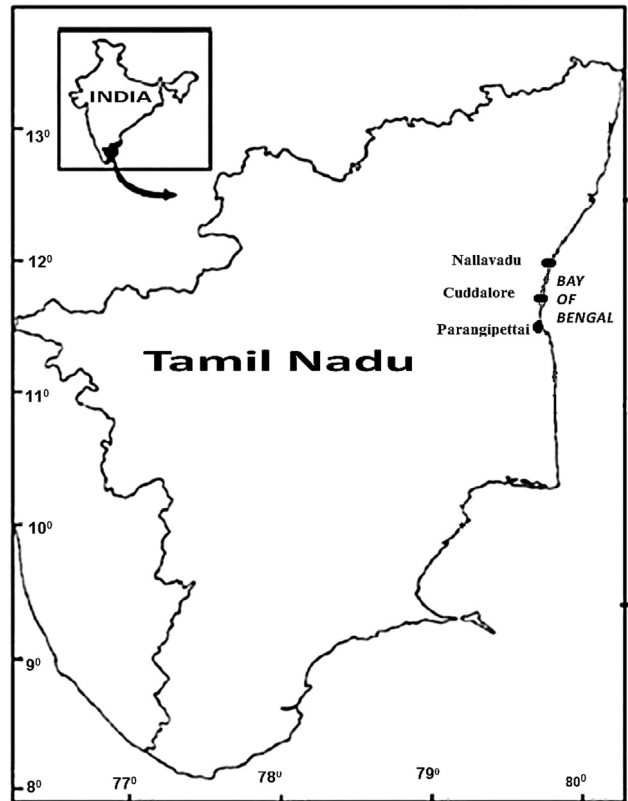 INDIA
13⁰
12⁰
11⁰
10⁰
9⁰
8⁰
Nallavadu
Cuddalore
Parangipettai
BAY
OF
BENGAL
Tamil Nadu
77⁰
78⁰
79⁰
80⁰